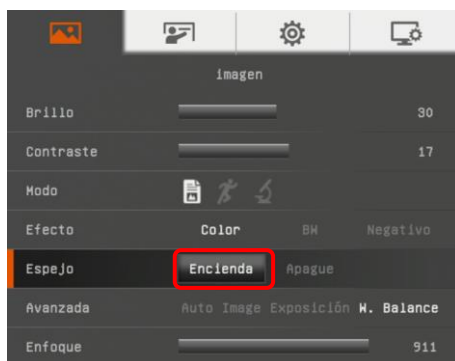 imagen
Brillo 30
Contraste 17
Modo
Efecto Color BW Negativo
Espejo Encienda Apague
Avanzada Auto Image Exposición W. Balance
Enfoque 911